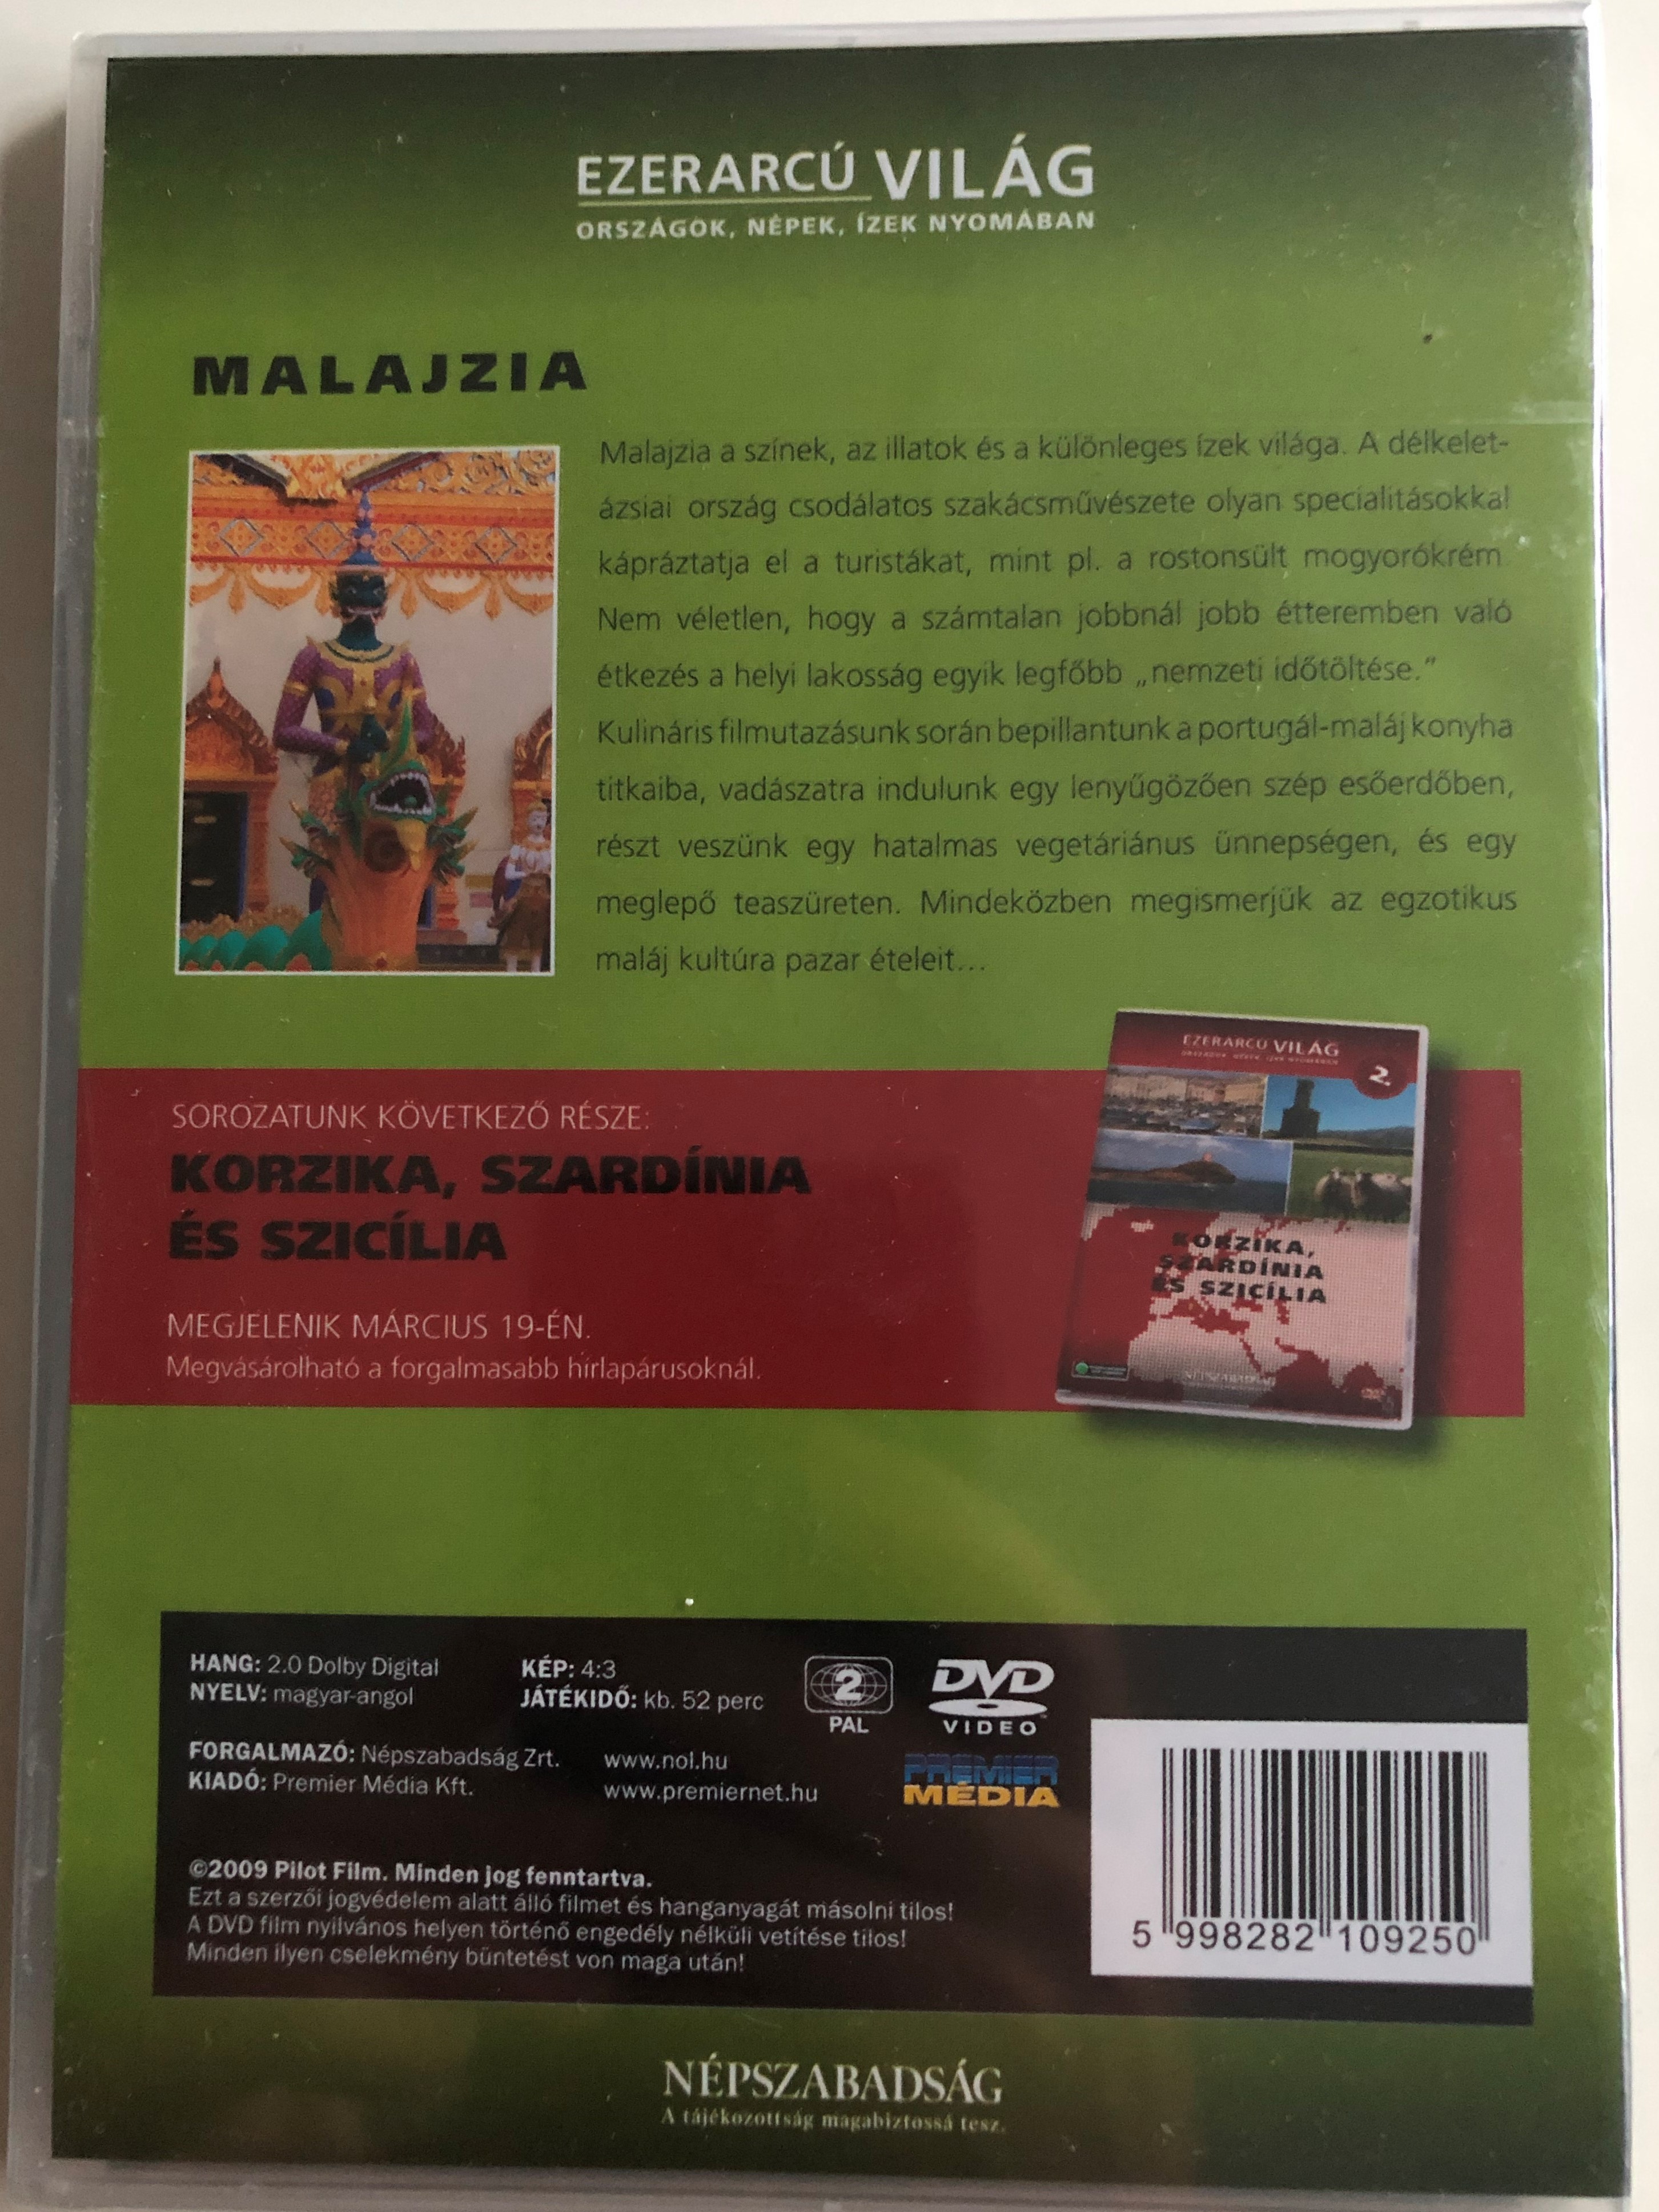 EZERARCÚ VILÁG
ORSZÁGOK, NÉPEK, ÍZEK NYOMÁBAN
MALAJZIA
Malajzia a színek, az illatok és a különleges ízek világa. A délkelet-
ázsiai ország csodálatos szakácsművészete olyan specialitásokkal
kápráztatja el a turistákat, mint pl. a rostonsült mogyorókrém
Nem véletlen, hogy a számtalan jobbnál jobb étteremben való
étkezés a helyi lakosság egyik legfőbb „nemzeti időtöltése.”
Kulináris filmutazásunk során bepillantunk a portugál-maláj konyha
titkaiba, vadászatra indulunk egy lenyűgözően szép esőerdőben,
részt veszünk egy hatalmas vegetáriánus ünnepségen, és egy
meglepő teaszüreten. Mindeközben megismerjük az egzotikus
maláj kultúra pazar ételeit...
EZERARCÚ VILÁG
ORSZÁGOK, NÉPEK, ÍZEK NYOMÁBAN
2.
KORZIKA,
SZARDÍNIA
ÉS SZICÍLIA
NÉPSZABADSÁG
SOROZATUNK KÖVETKEZŐ RÉSZE:
KORZIKA, SZARDÍNIA
ÉS SZICÍLIA
MEGJELENIK MÁRCIUS 19-ÉN.
Megvásárolható a forgalmasabb hírlapárusoknál.
HANG: 2.0 Dolby Digital
NYELV: magyar-angol
KÉP: 4:3
JÁTÉKIDŐ: kb. 52 perc
2
PAL
DVD
VIDEO
FORGALMAZÓ: Népszabadság Zrt.
KIADÓ: Premier Média Kft.
www.nol.hu
www.premiernet.hu
PREMIER
MÉDIA
©2009 Pilot Film. Minden jog fenntartva.
Ezt a szerzői jogvédelem alatt álló filmet és hanganyagát másolni tilos!
A DVD film nyilvános helyen történő engedély nélküli vetítése tilos!
Minden ilyen cselekmény büntetést von maga után!
5 998282 109250
NÉPSZABADSÁG
A tájékozottság magabiztossá tesz.